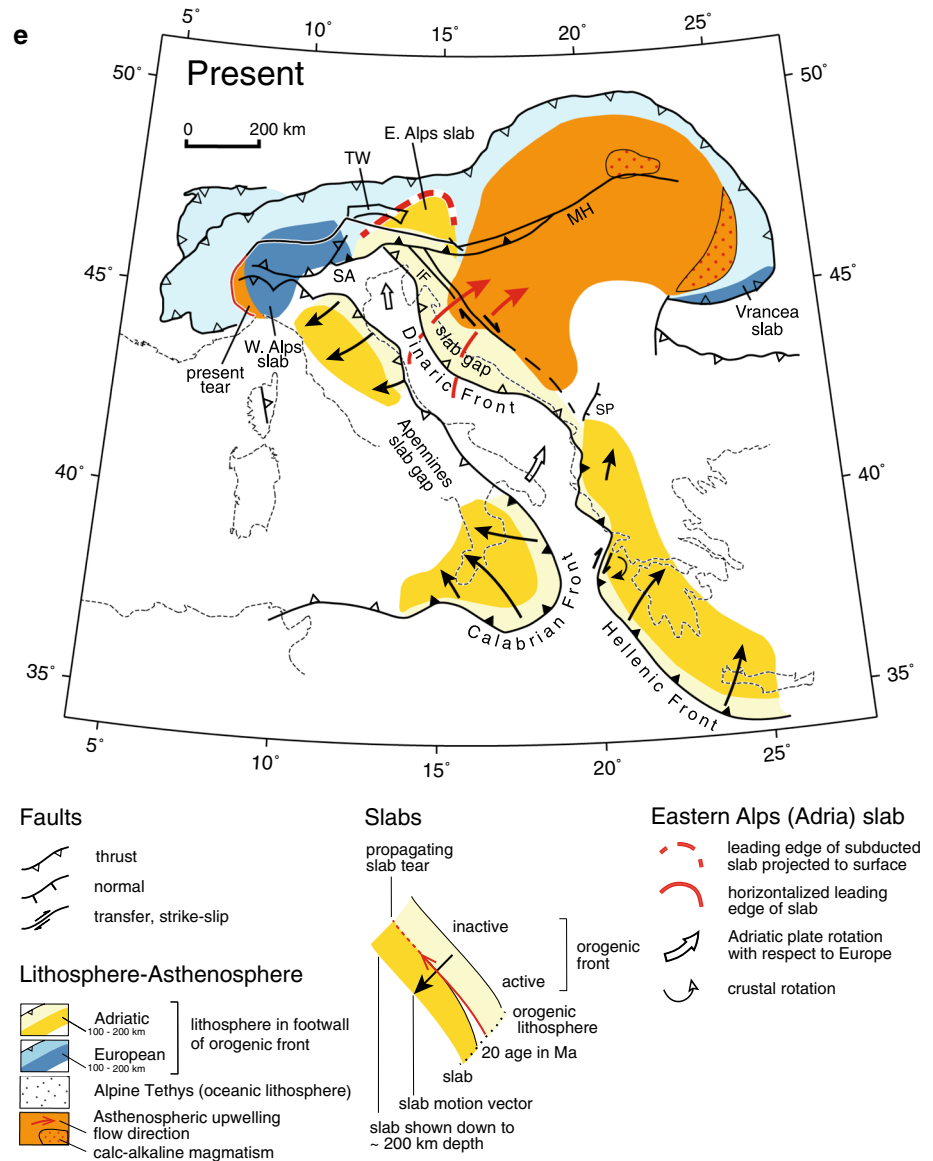 e
5° 10° 15° 20° 25°
50° 50°
Present
0 200 km
E. Alps slab
TW
MH
45° 45°
SA
IF
Vrancea
slab
W. Alps
slab
present
tear
slab gap
Dinaric Front
SP
Apennines
slab gap
40° 40°
Calabrian Front
Hellenic Front
35° 35°
5° 10° 15° 20° 25°
Faults
thrust
normal
transfer, strike-slip
Lithosphere-Asthenosphere
Adriatic
100 - 200 km
European
100 - 200 km
lithosphere in footwall
of orogenic front
Alpine Tethys (oceanic lithosphere)
Asthenospheric upwelling
flow direction
calc-alkaline magmatism
Slabs
propagating
slab tear
inactive
orogenic
front
active
orogenic
lithosphere
20 age in Ma
slab
slab motion vector
slab shown down to
~ 200 km depth
Eastern Alps (Adria) slab
leading edge of subducted
slab projected to surface
horizontalized leading
edge of slab
Adriatic plate rotation
with respect to Europe
crustal rotation